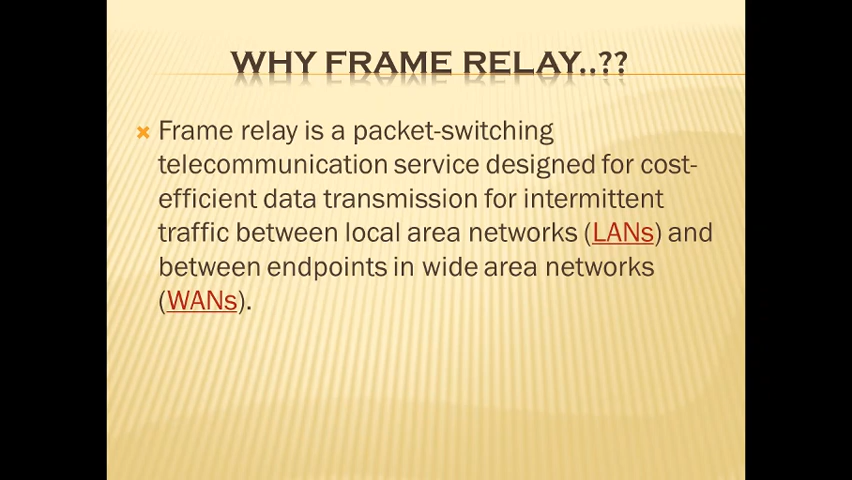 WHY FRAME RELAY..??
Frame relay is a packet-switching
telecommunication service designed for cost-
efficient data transmission for intermittent
traffic between local area networks (LANs) and
between endpoints in wide area networks
(WANs).